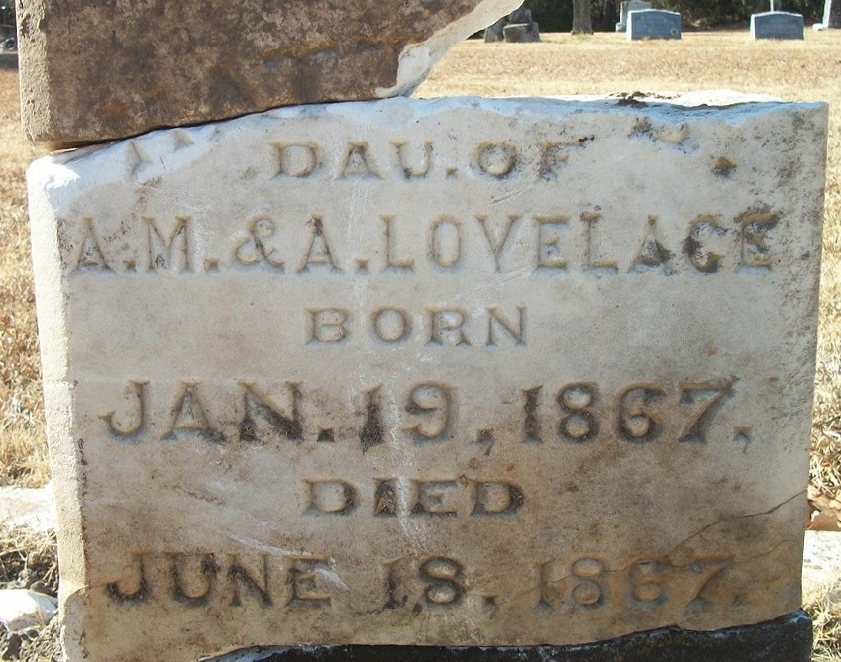 DAU. OF
A. M. & A. LOVELACE
BORN
JAN. 19, 1867.
DIED
JUNE 18, 1867.